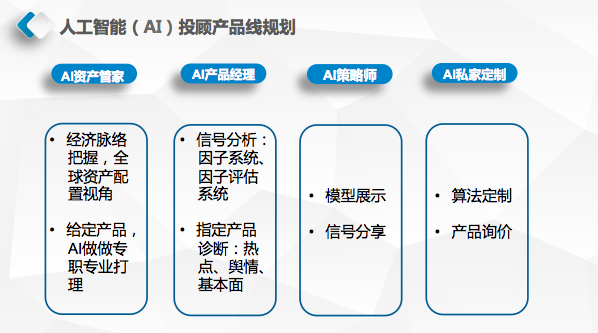 人工智能（AI）投顾产品线规划
AI资产管家
AI产品经理
AI策略师
AI私家定制
• 经济脉络
把握，全
球资产配
置视角
• 给定产品，
AI做做专
职专业打
理
• 信号分析：
因子系统、
因子评估
系统
• 指定产品
诊断：热
点、舆情、
基本面
• 模型展示
• 信号分享
• 算法定制
• 产品询价